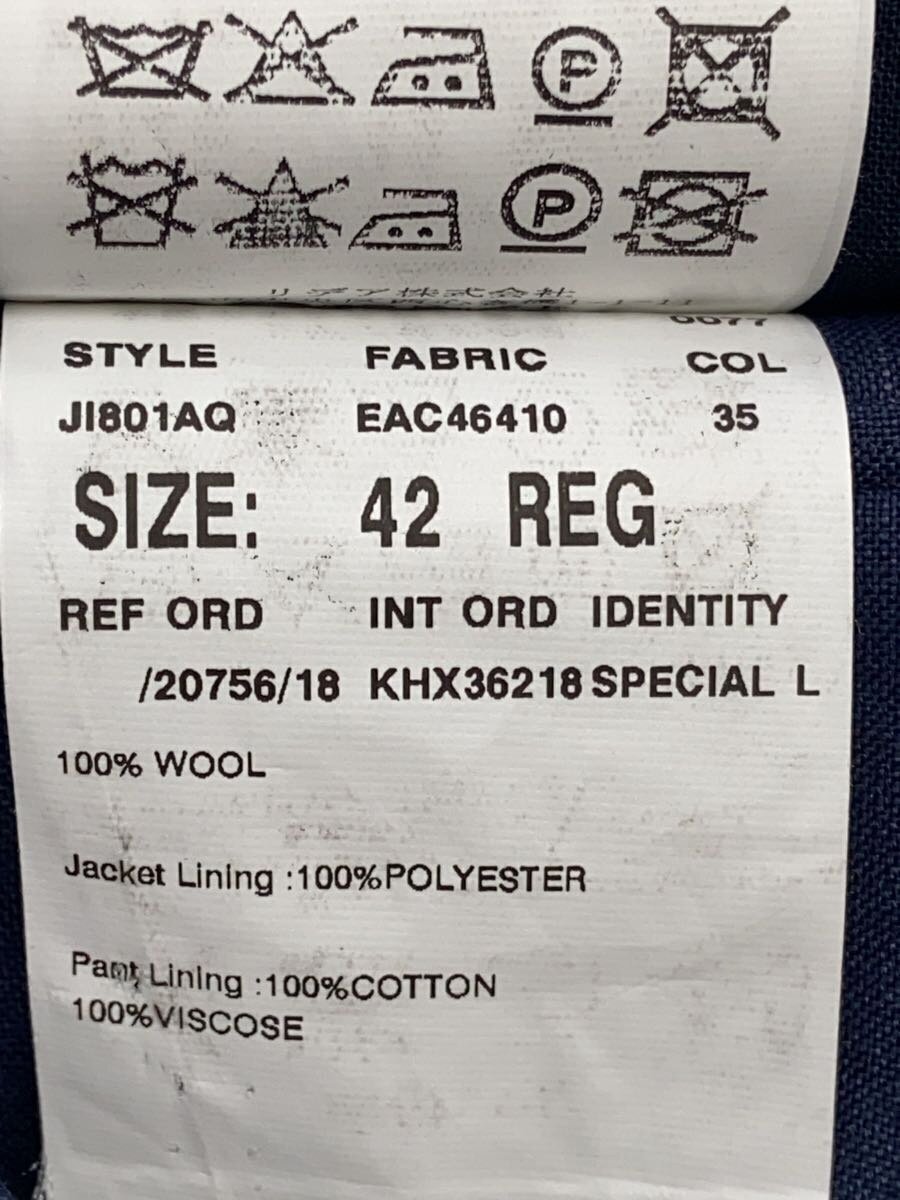 P
P
STYLE FABRIC COL
JI801AQ EAC46410 35
SIZE: 42 REG
REF ORD INT ORD IDENTITY
/20756/18 KHX36218 SPECIAL L
100% WOOL
Jacket Lining :100%POLYESTER
Pant Lining :100%COTTON
100%VISCOSE